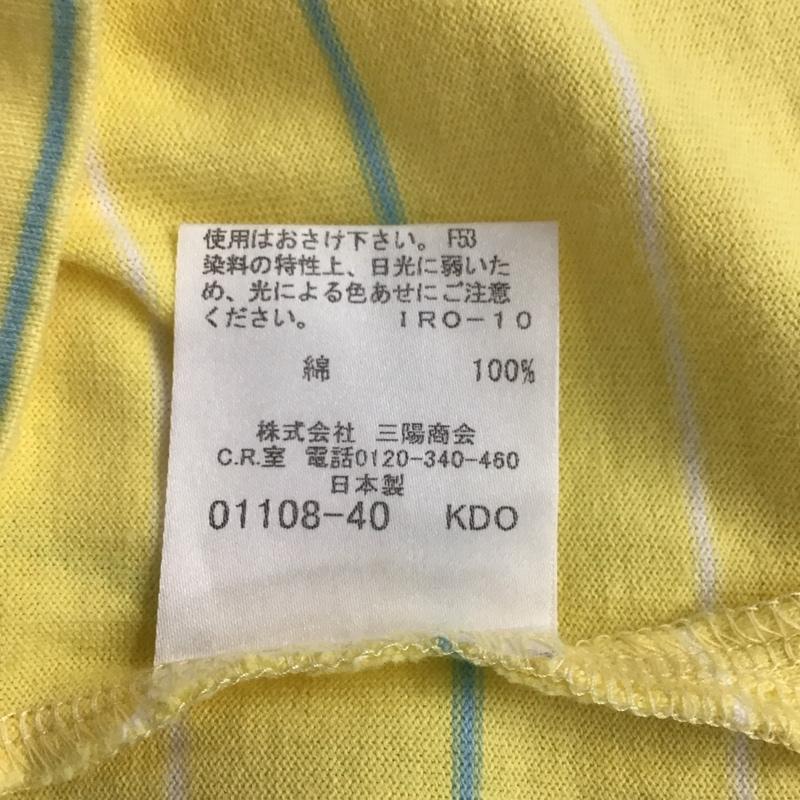 使用はおさけ下さい。 F53
染料の特性上、日光に弱いた
め、光による色あせにご注意
ください。 IRO-10
綿 100%
株式会社 三陽商会
C.R.室 電話0120-340-460
日本製
01108-40 KDO